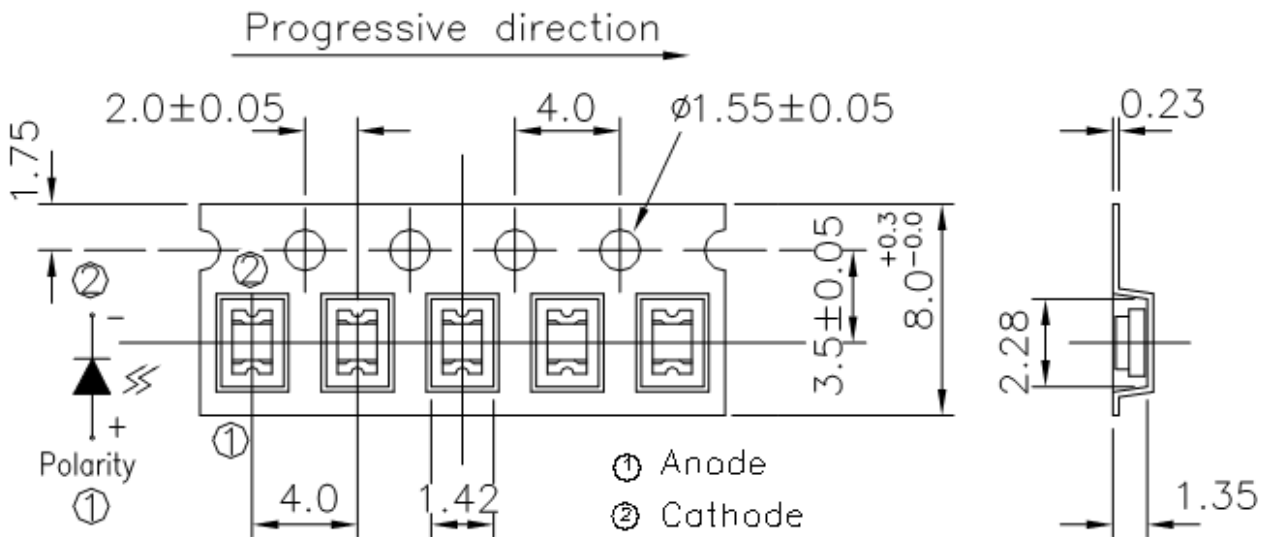 Progressive direction
2.0±0.05
4.0
ø1.55±0.05
0.23
1.75
②
②
-
+
Polarity
①
①
3.5±0.05
8.0 +0.3 -0.0
2.28
4.0
1.42
1.35
① Anode
② Cathode